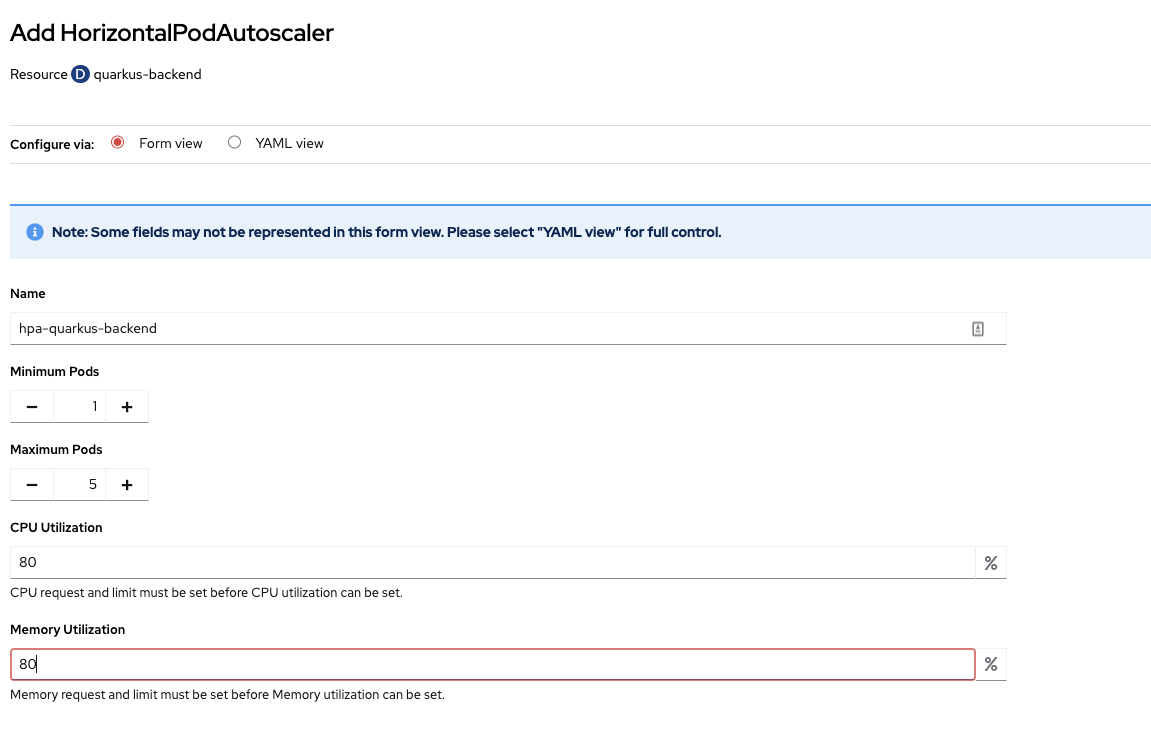 Add HorizontalPodAutoscaler
Resource D quarkus-backend
Configure via: Form view YAML view
Note: Some fields may not be represented in this form view. Please select "YAML view" for full control.
Name
hpa-quarkus-backend
Minimum Pods
1
Maximum Pods
5
CPU Utilization
80 %
CPU request and limit must be set before CPU utilization can be set.
Memory Utilization
80 %
Memory request and limit must be set before Memory utilization can be set.